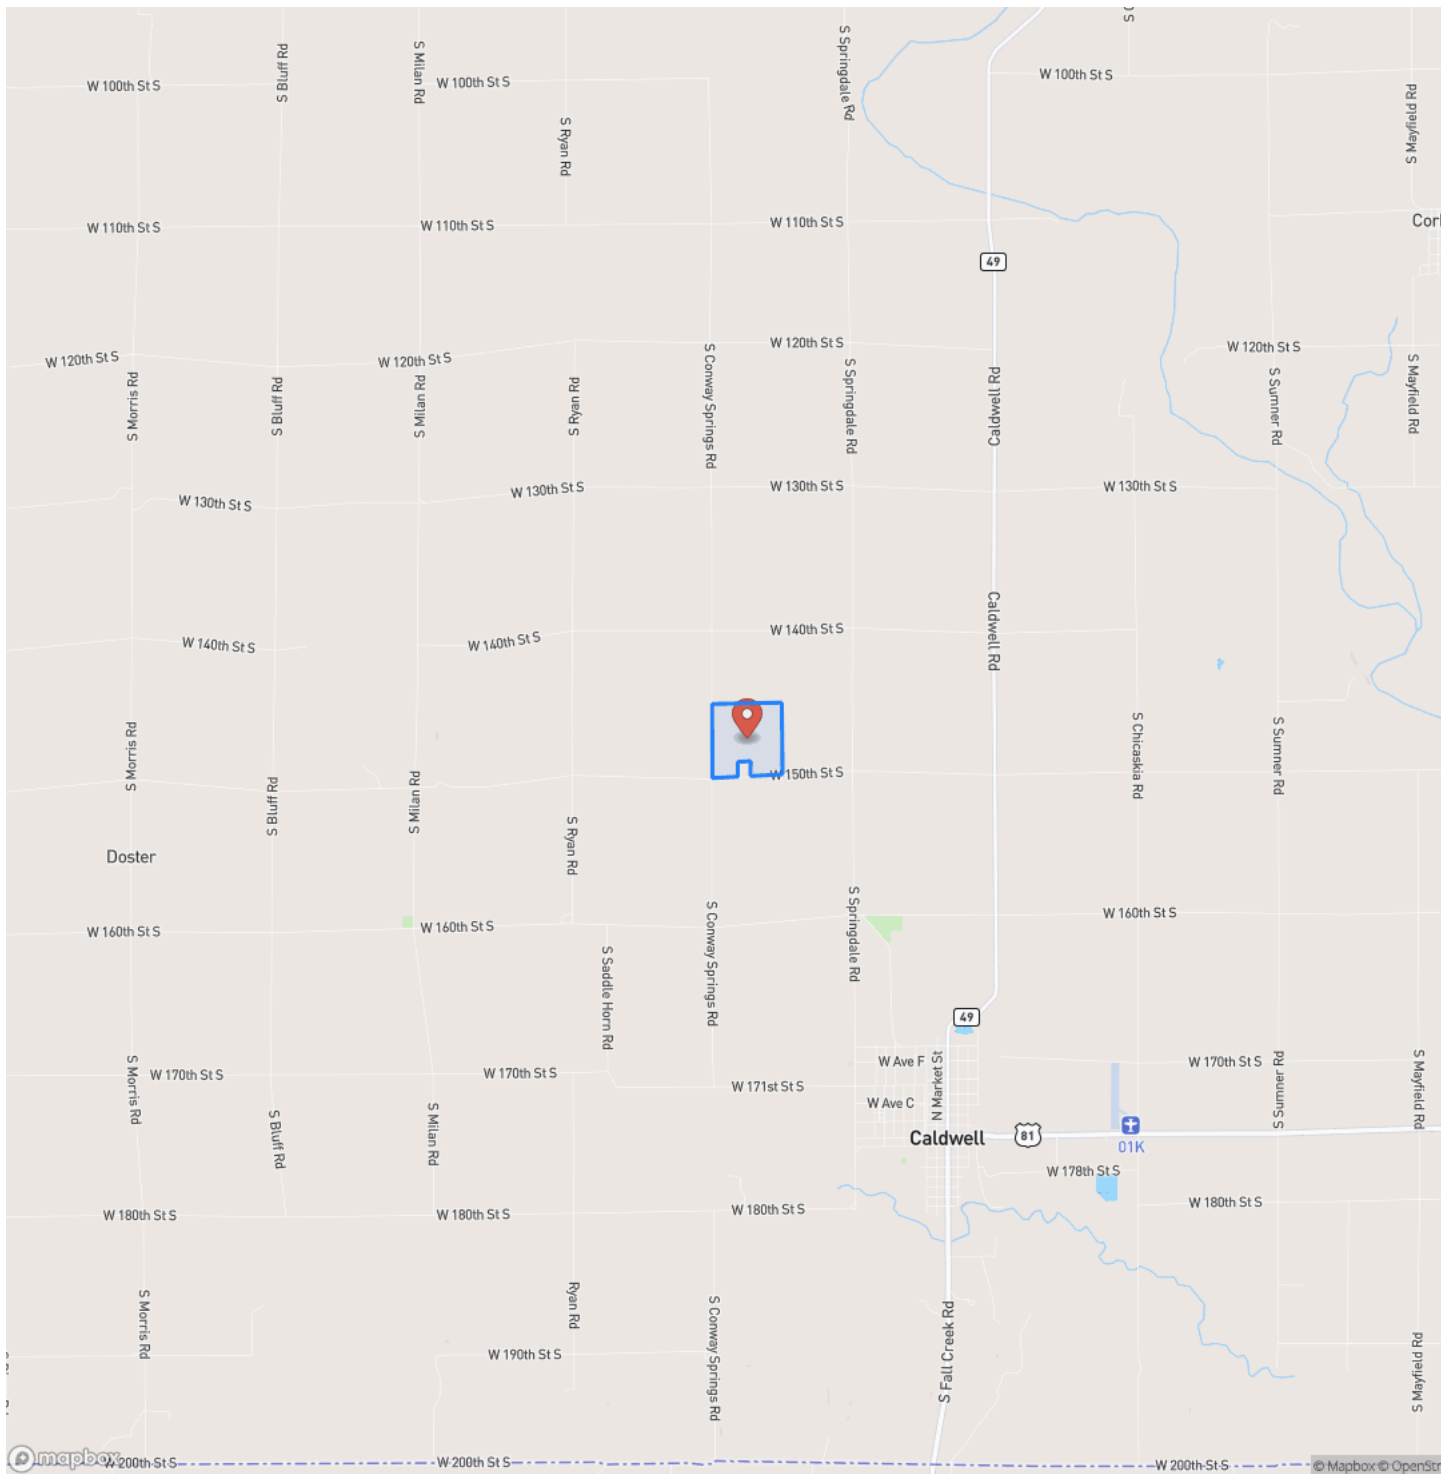 S Springdale Rd
S Bluff Rd
S Milan Rd
W 100th St S
W 100th St S
W 100th St S
S Mayfield Rd
S Ryan Rd
W 110th St S
W 110th St S
W 110th St S
49
W 120th St S
W 120th St S
W 120th St S
W 120th St S
S Morris Rd
S Bluff Rd
S Milan Rd
S Ryan Rd
S Conway Springs Rd
S Springdale Rd
Caldwell Rd
S Sumner Rd
S Mayfield Rd
W 130th St S
W 130th St S
W 130th St S
W 130th St S
W 140th St S
W 140th St S
W 140th St S
Caldwell Rd
S Morris Rd
S Bluff Rd
S Milan Rd
W 150th St S
S Chicaskia Rd
S Sumner Rd
Doster
S Ryan Rd
W 160th St S
W 160th St S
W 160th St S
S Saddle Horn Rd
S Conway Springs Rd
S Springdale Rd
49
S Morris Rd
W 170th St S
W 170th St S
W 171st St S
W Ave F
W Ave C
N Market St
W 170th St S
S Sumner Rd
S Mayfield Rd
S Bluff Rd
S Milan Rd
Caldwell
81
01K
W 178th St S
W 180th St S
W 180th St S
W 180th St S
W 180th St S
S Morris Rd
Ryan Rd
S Conway Springs Rd
S Fall Creek Rd
S Mayfield Rd
W 190th St S
mapbox
W 200th St S
W 200th St S
W 200th St S
© Mapbox © OpenStr